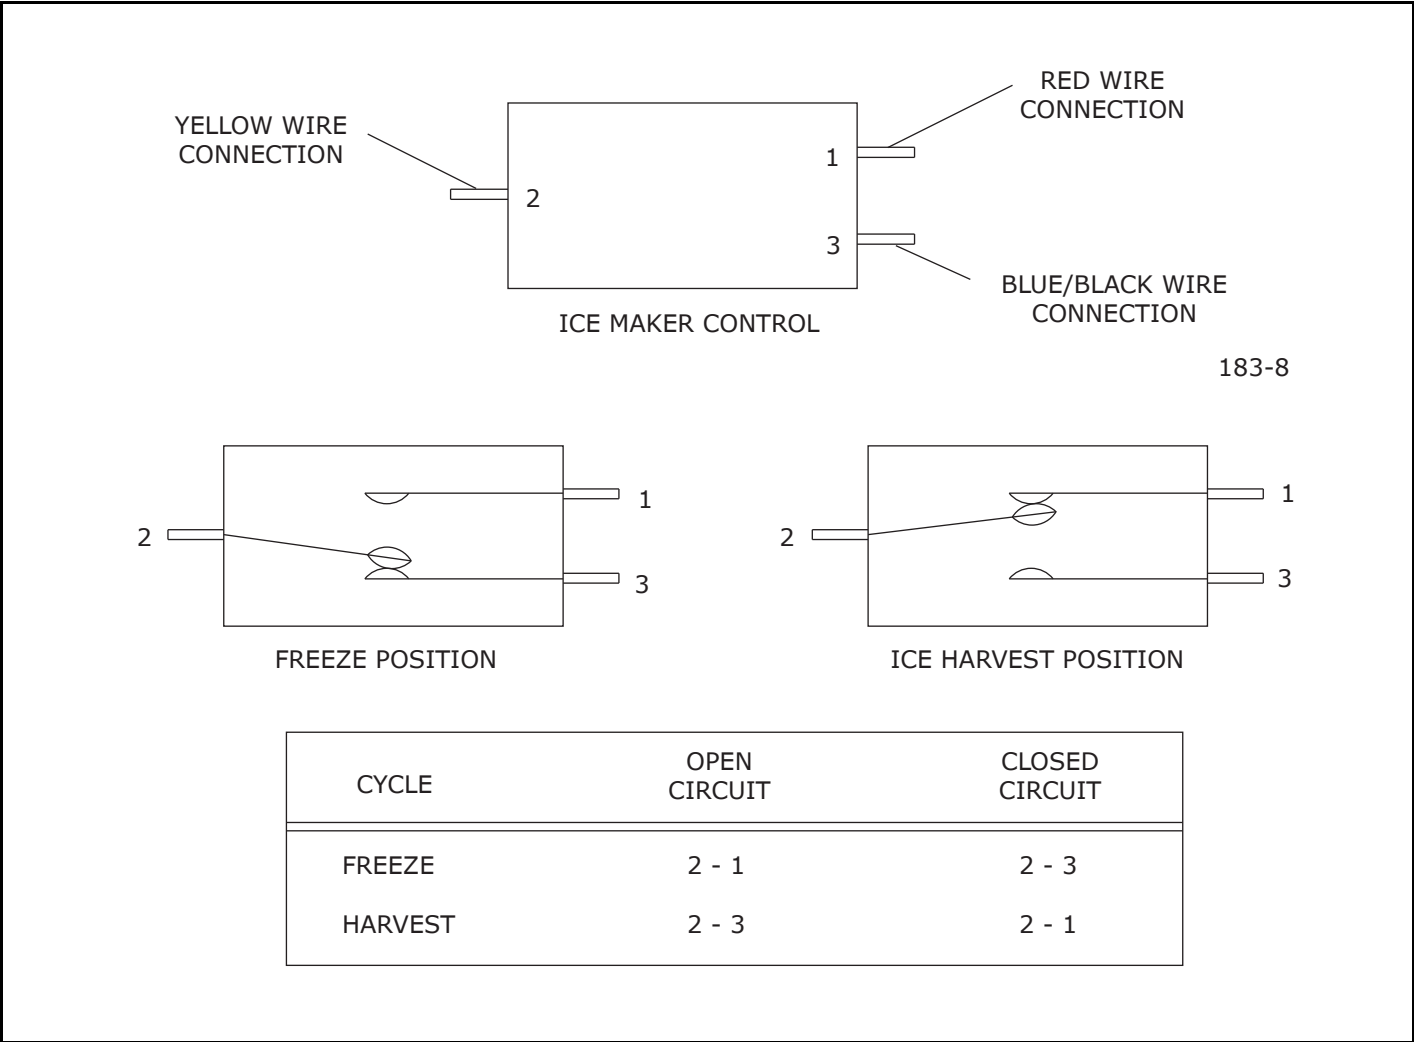 YELLOW WIRE
CONNECTION
RED WIRE
CONNECTION
1
2
3
BLUE/BLACK WIRE
CONNECTION
ICE MAKER CONTROL
183-8
2
1
3
FREEZE POSITION
2
1
3
ICE HARVEST POSITION
CYCLE OPEN CIRCUIT CLOSED CIRCUIT
FREEZE 2 - 1 2 - 3
HARVEST 2 - 3 2 - 1